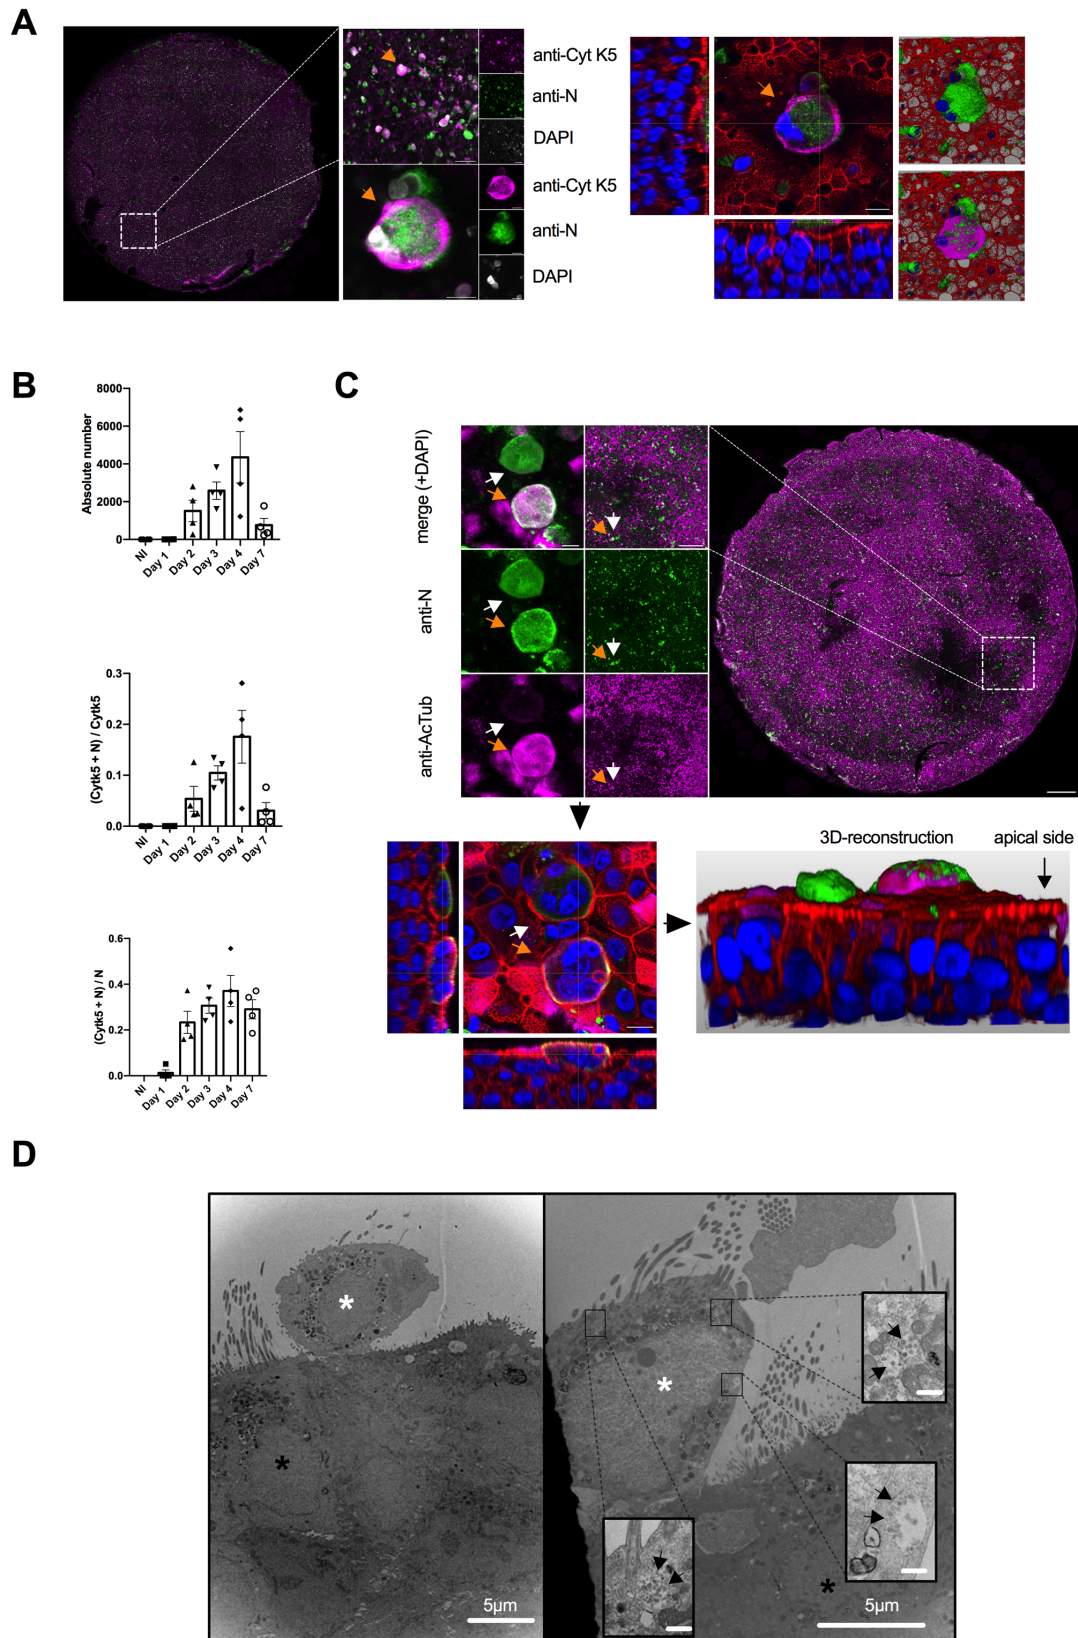 A
anti-Cyt K5
anti-N
DAPI
anti-Cyt K5
anti-N
DAPI
B
Absolute number
8000
6000
4000
2000
0
NI
Day 1
Day 2
Day 3
Day 4
Day 7
(Cytk5 + N) / Cytk5
0.3
0.2
0.1
0.0
NI
Day 1
Day 2
Day 3
Day 4
Day 7
(Cytk5 + N) / N
0.6
0.4
0.2
0.0
NI
Day 1
Day 2
Day 3
Day 4
Day 7
C
merge (+DAPI)
anti-N
anti-AcTub
3D-reconstruction
apical side
D
*
*
5µm
*
*
5µm